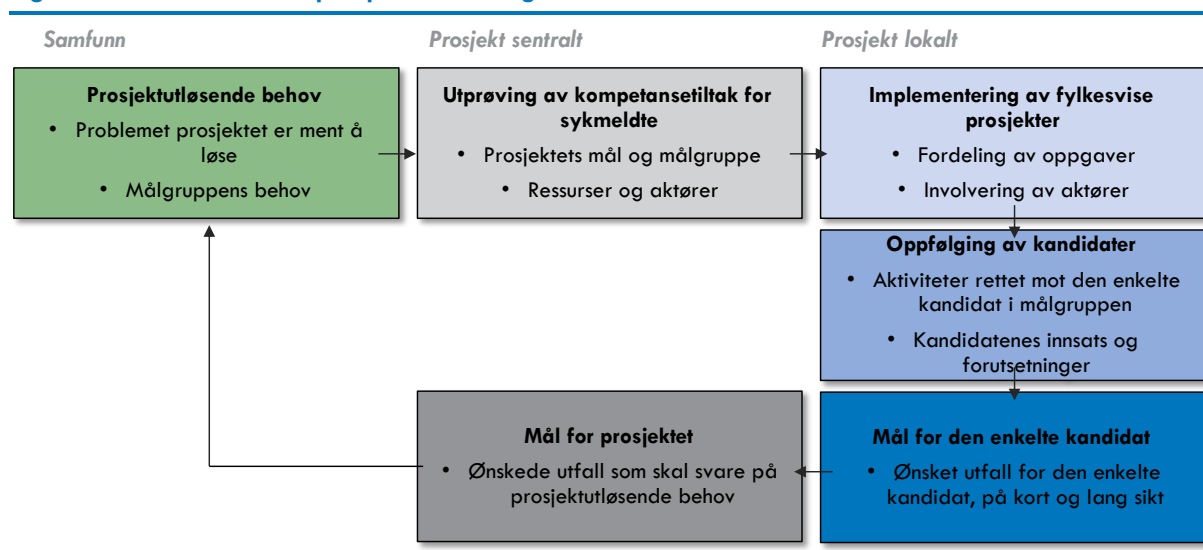 Samfunn
Prosjekt sentralt
Prosjekt lokalt
Prosjektutløsende behov
• Problemet prosjektet er ment å
løse
• Målgruppens behov
Utprøving av kompetansetiltak for
sykmeldte
• Prosjektets mål og målgruppe
• Ressurser og aktører
Implementering av fylkesvise
prosjekter
• Fordeling av oppgaver
• Involvering av aktører
Oppfølging av kandidater
• Aktiviteter rettet mot den enkelte
kandidat i målgruppen
• Kandidatenes innsats og
forutsetninger
Mål for den enkelte kandidat
• Ønsket utfall for den enkelte
kandidat, på kort og lang sikt
Mål for prosjektet
• Ønskede utfall som skal svare på
prosjektutløsende behov